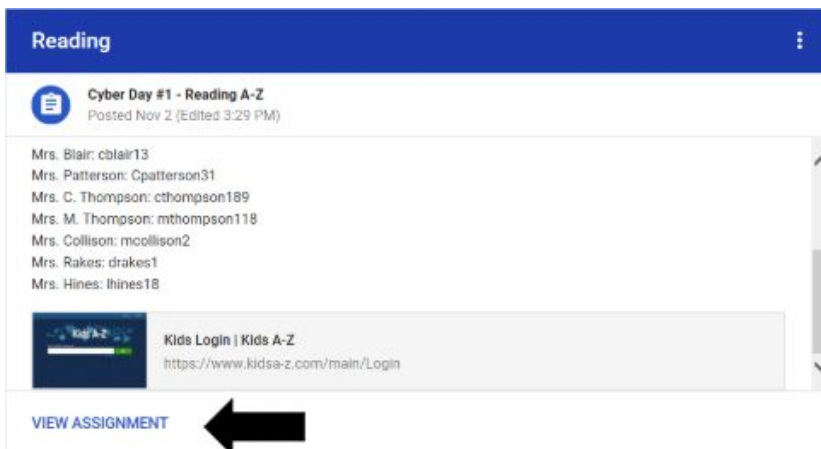 Reading
Cyber Day #1 - Reading A-Z
Posted Nov 2 (Edited 3:29 PM)
Mrs. Blair: cblair13
Mrs. Patterson: Cpatterson31
Mrs. C. Thompson: cthompson189
Mrs. M. Thompson: mthompson118
Mrs. Collison: mcollison2
Mrs. Rakes: drakes1
Mrs. Hines: lhines18
Kids A-Z
Kids Login | Kids A-Z
https://www.kidsa-z.com/main/Login
VIEW ASSIGNMENT